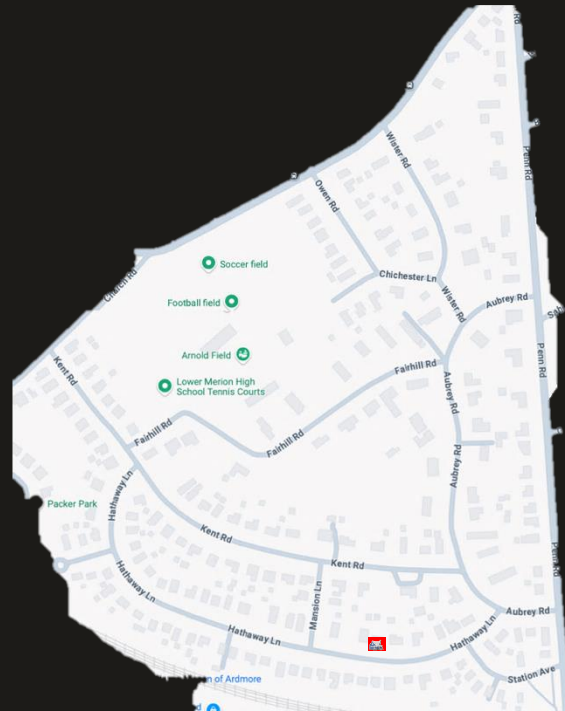 Rd
Wister Rd
Penn Rd
Owen Rd
Soccer field
Chichester Ln
Church Rd
Wister Rd
Aubrey Rd
Football field
Arnold Field
Penn Rd
Kent Rd
Fairhill Rd
Lower Merion High
School Tennis Courts
Aubrey Rd
Fairhill Rd
Fairhill Rd
Aubrey Rd
Hathaway Ln
Packer Park
Kent Rd
Penn Rd
Kent Rd
Hathaway Ln
Mansion Ln
Aubrey Rd
Hathaway Ln
Hathaway Ln
Station Ave
of Ardmore